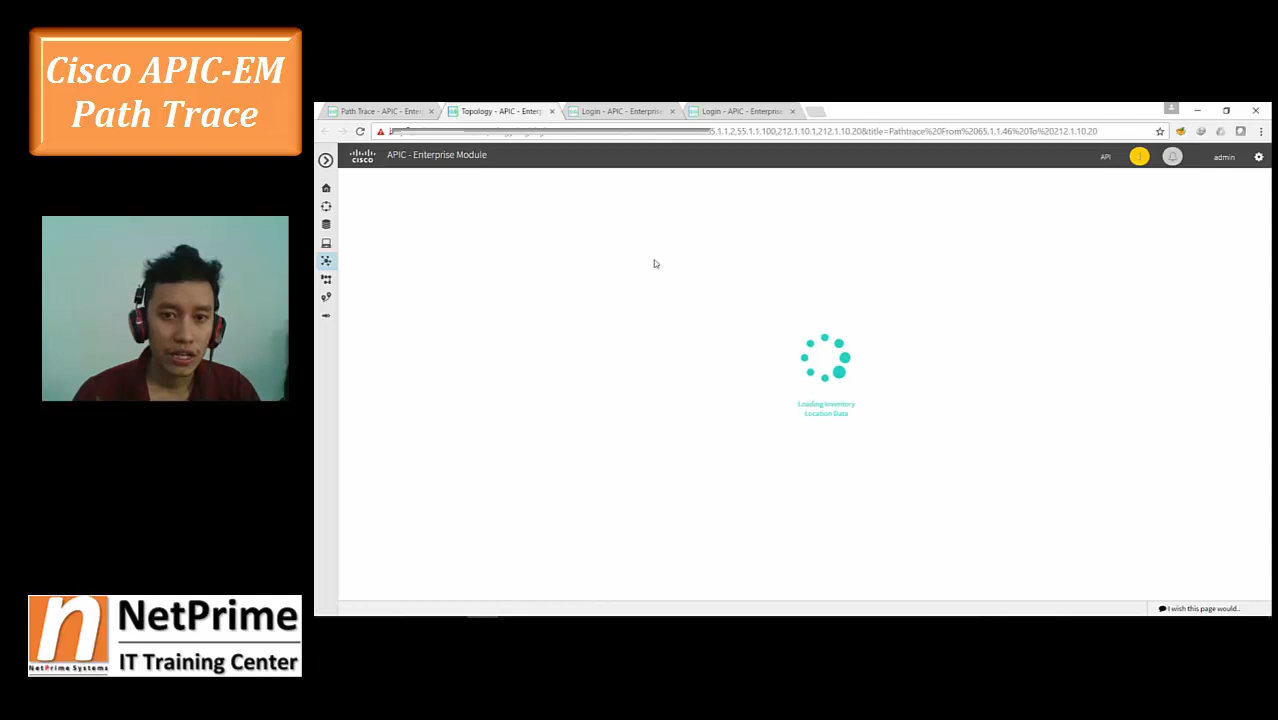 Cisco APIC-EM
Path Trace
Path Trace - APIC - Enter
Topology - APIC - Enterp
Login - APIC - Enterprise
Login - APIC - Enterprise
5.1.1.2,55.1.1.100,212.1.10.1,212.1.10.20&title=Pathtrace%20From%2065.1.1.46%20To%20212.1.10.20
CISCO
APIC - Enterprise Module
API
admin
Loading Inventory
Location Data
I wish this page would..
n
NetPrime Systems
NetPrime
IT Training Center